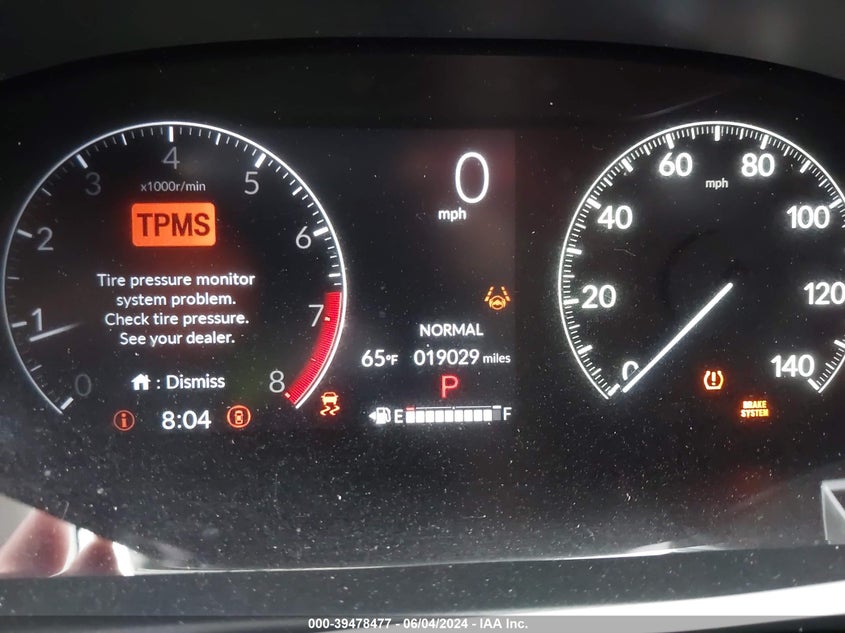 0 1 2 3 4 5 6 7 8
x1000r/min
TPMS
Tire pressure monitor
system problem.
Check tire pressure.
See your dealer.
: Dismiss
8:04
0
mph
NORMAL
65°F 019029 miles
P
E F
0 20 40 60 80 100 120 140
mph
BRAKE
SYSTEM
000-39478477 - 06/04/2024 - IAA Inc.